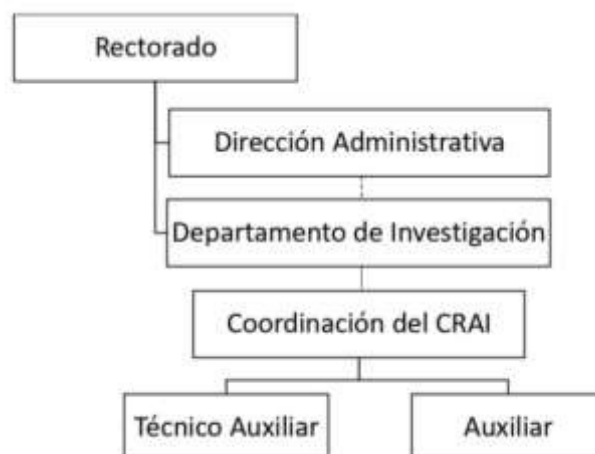 Rectorado
Dirección Administrativa
Departamento de Investigación
Coordinación del CRAI
Técnico Auxiliar
Auxiliar